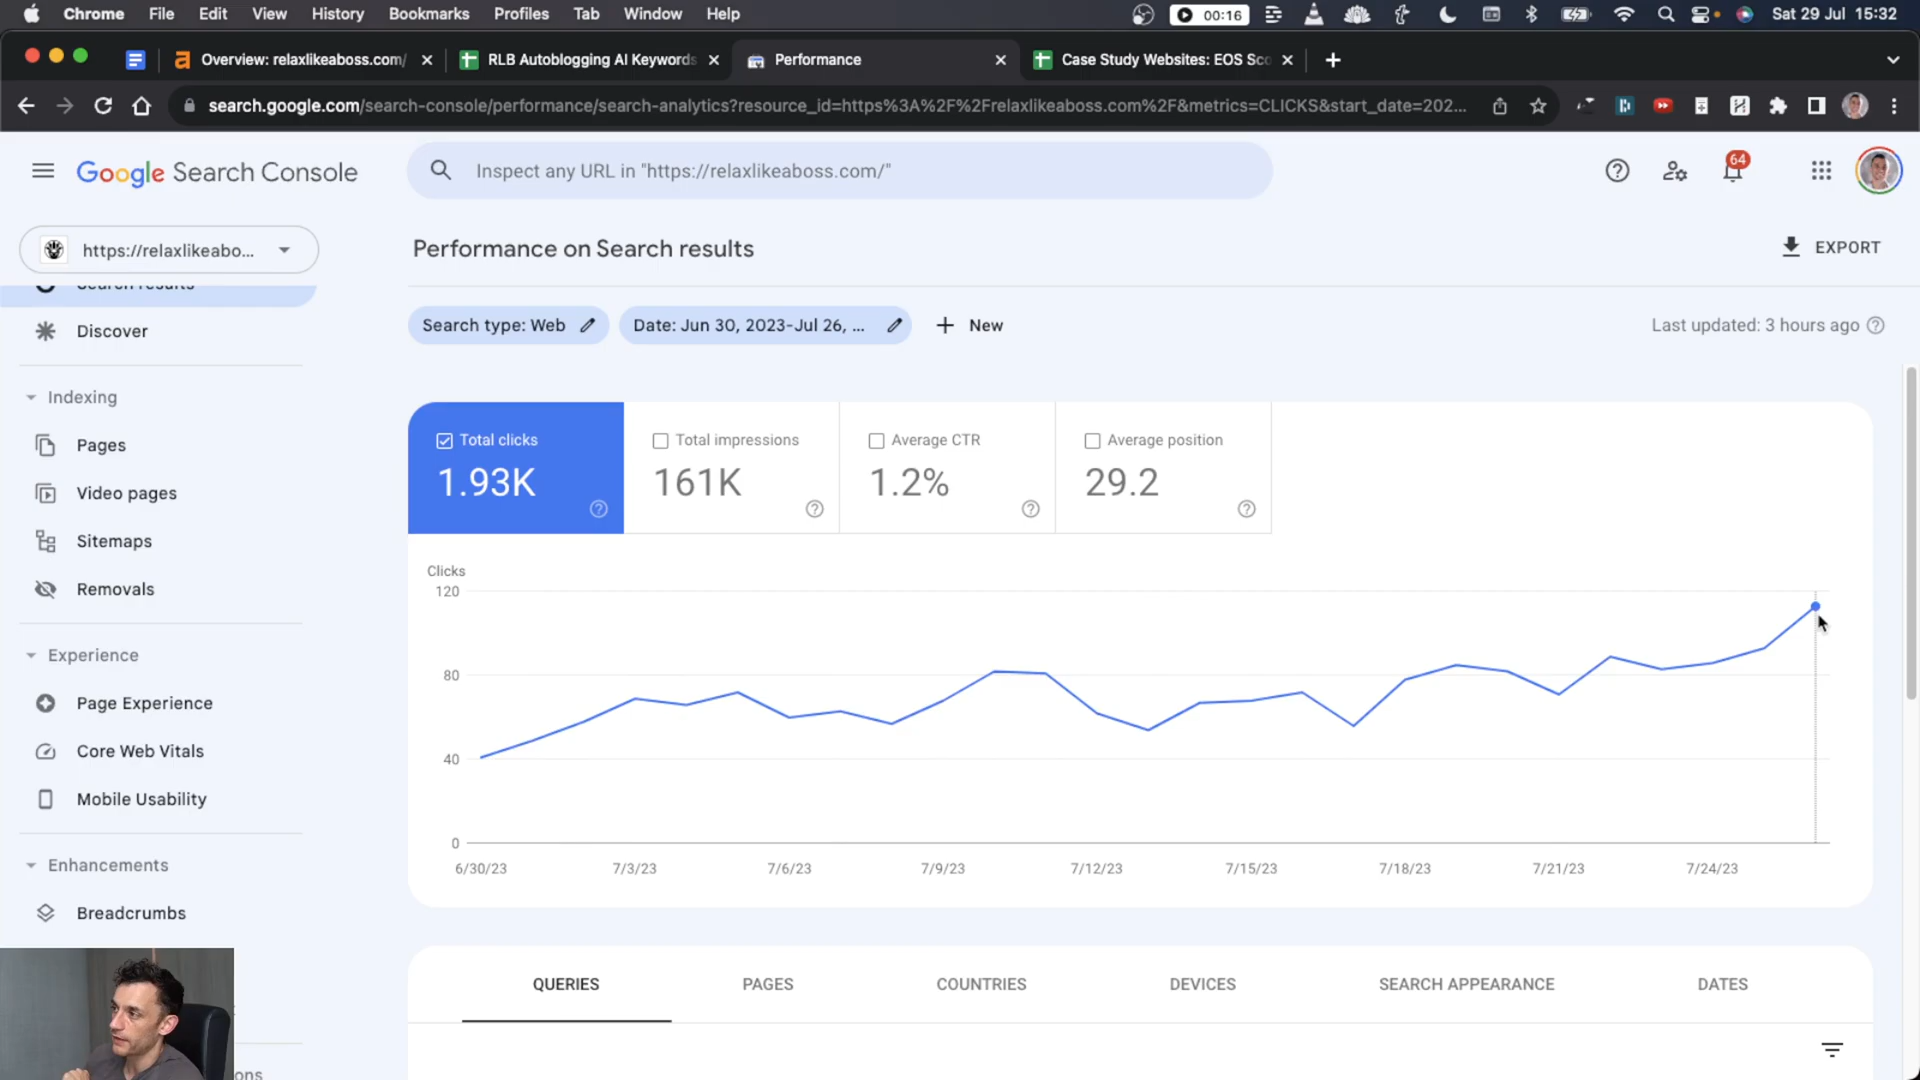 Chrome File Edit View History Bookmarks Profiles Tab Window Help 00:16 Sat 29 Jul 15:32
Overview: relaxlikeaboss.com/ RLB Autoblogging AI Keywords Performance Case Study Websites: EOS Sco
search.google.com/search-console/performance/search-analytics?resource_id=https%3A%2F%2Frelaxlikeaboss.com%2F&metrics=CLICKS&start_date=202...
Google Search Console
Inspect any URL in "https://relaxlikeaboss.com/"
64
https://relaxlikeabo...
Performance on Search results
EXPORT
Search results
Discover
Search type: Web
Date: Jun 30, 2023-Jul 26, ...
New
Last updated: 3 hours ago
Indexing
Pages
Video pages
Sitemaps
Removals
Experience
Page Experience
Core Web Vitals
Mobile Usability
Enhancements
Breadcrumbs
Total clicks
1.93K
Total impressions
161K
Average CTR
1.2%
Average position
29.2
Clicks
120
80
40
0
6/30/23 7/3/23 7/6/23 7/9/23 7/12/23 7/15/23 7/18/23 7/21/23 7/24/23
QUERIES PAGES COUNTRIES DEVICES SEARCH APPEARANCE DATES